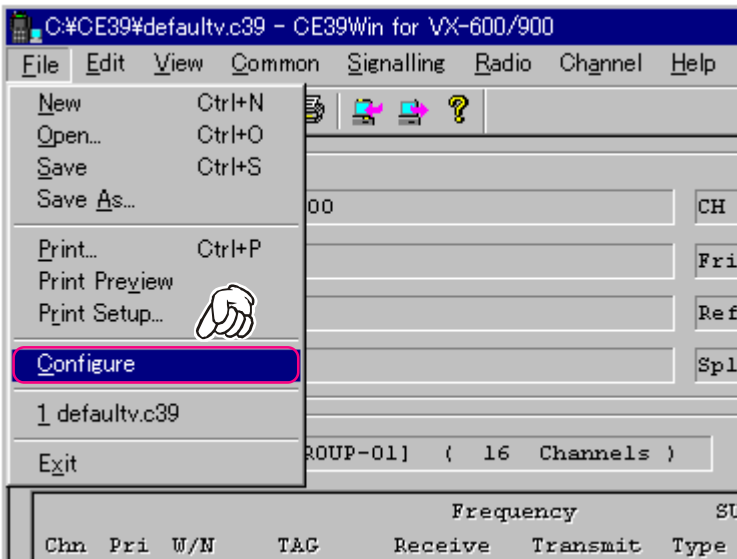 C:¥CE39¥defaultv.c39 - CE39Win for VX-600/900
File Edit View Common Signalling Radio Channel Help
New Ctrl+N
Open... Ctrl+O
Save Ctrl+S
Save As...
Print... Ctrl+P
Print Preview
Print Setup...
Configure
1 defaultv.c39
Exit
00
CH
Fri
Ref
Spl
ROUP-01] ( 16 Channels )
Frequency SU
Chn Pri W/N TAG Receive Transmit Type